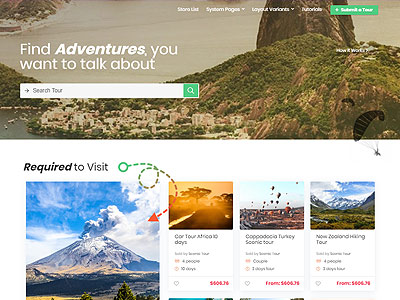 Store List
System Pages
Layout Variants
Tutorials
+ Submit a Tour
Find Adventures, you
want to talk about
How it Works ?
Search Tour
Required to Visit
Car Tour Africa 10
days
Sold by Scenic Tour
4 people
10 days
$606.76
Cappadocia Turkey
Scenic tour
Sold by Scenic Tour
4 people
3 days tour
From: $606.76
New Zealand Hiking
Tour
Sold by Scenic Tour
Couple
3 days tour
From: $606.76